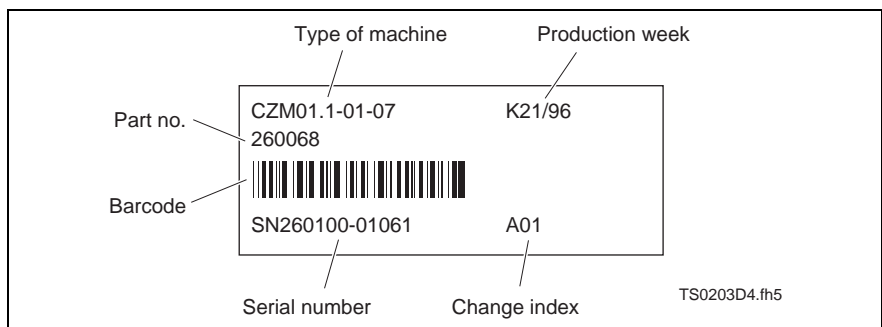 Type of machine Production week
CZM01.1-01-07 K21/96
Part no.
260068
Barcode
SN260100-01061 A01
TS0203D4.fh5
Serial number Change index